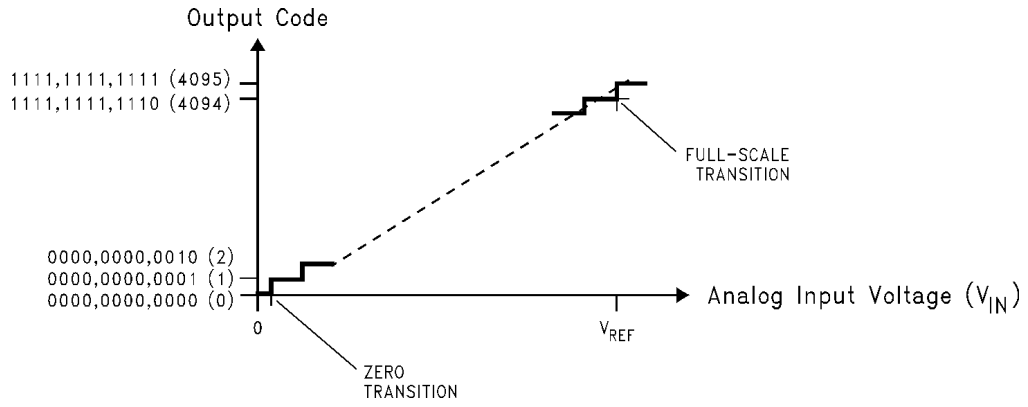 Output Code
1111,1111,1111 (4095)
1111,1111,1110 (4094)
FULL-SCALE
TRANSITION
0000,0000,0010 (2)
0000,0000,0001 (1)
0000,0000,0000 (0)
Analog Input Voltage (VIN)
0
VREF
ZERO
TRANSITION